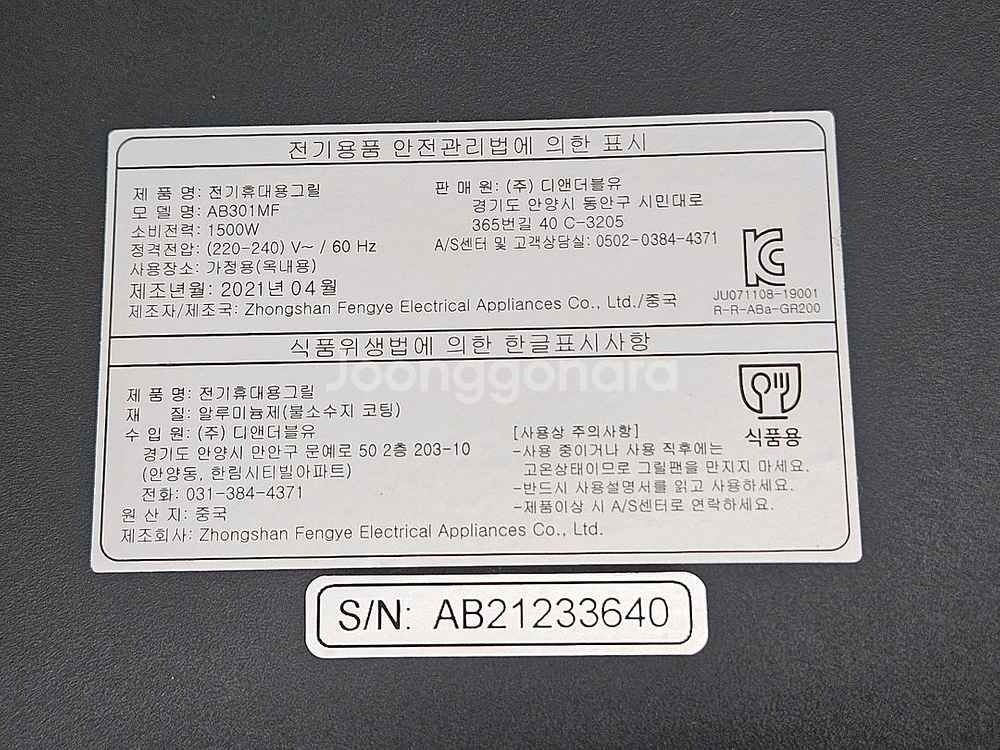 전기용품 안전관리법에 의한 표시
제 품 명: 전기휴대용그릴
모 델 명: AB301MF
소비전력: 1500W
정격전압: (220-240) V~ / 60 Hz
사용장소: 가정용(옥내용)
제조년월: 2021년 04월
제조자/제조국: Zhongshan Fengye Electrical Appliances Co., Ltd./중국
판 매 원: (주) 디앤더블유
경기도 안양시 동안구 시민대로
365번길 40 C-3205
A/S센터 및 고객상담실: 0502-0384-4371
JU071108-19001
R-R-ABa-GR200
식품위생법에 의한 한글표시사항
Joonggonara
제 품 명: 전기휴대용그릴
재 질: 알루미늄제(불소수지 코팅)
수 입 원: (주) 디앤더블유
경기도 안양시 만안구 문예로 50 2층 203-10
(안양동, 한림시티빌아파트)
전화: 031-384-4371
원 산 지: 중국
제조회사: Zhongshan Fengye Electrical Appliances Co., Ltd.
식품용
[사용상 주의사항]
-사용 중이거나 사용 직후에는
고온상태이므로 그릴팬을 만지지 마세요.
-반드시 사용설명서를 읽고 사용하세요.
-제품이상 시 A/S센터로 연락하세요.
S/N: AB21233640